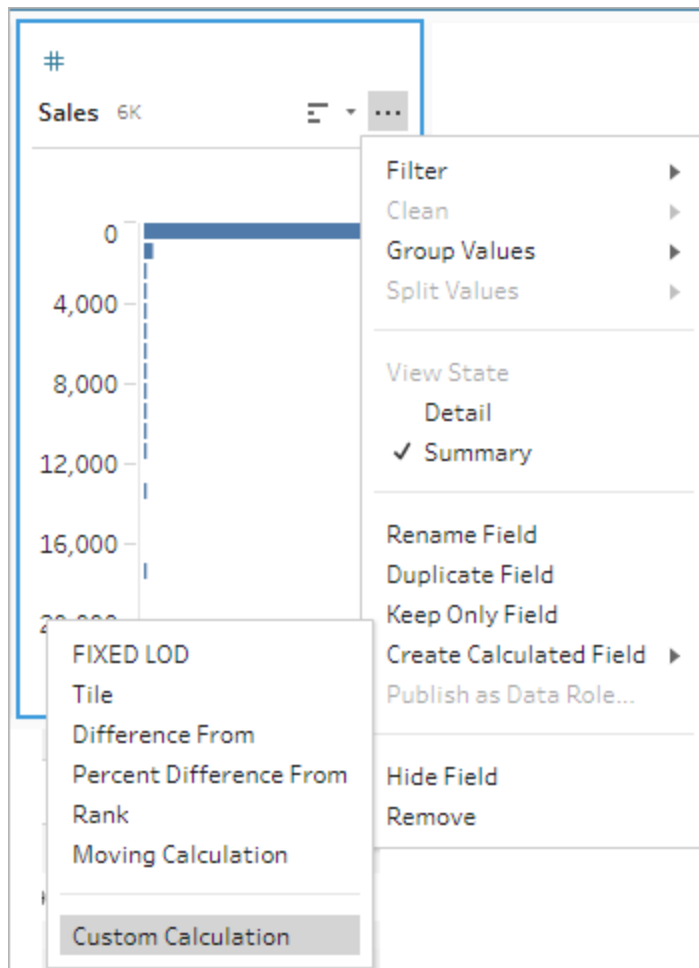 #
Sales 6K
0
4,000
8,000
12,000
16,000
Filter
Clean
Group Values
Split Values
View State
Detail
✓ Summary
Rename Field
Duplicate Field
Keep Only Field
Create Calculated Field
Publish as Data Role...
Hide Field
Remove
FIXED LOD
Tile
Difference From
Percent Difference From
Rank
Moving Calculation
Custom Calculation